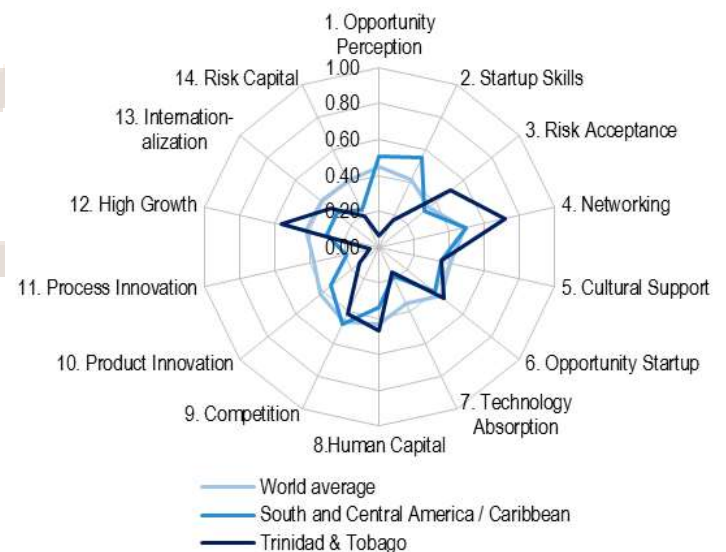 1. Opportunity
Perception
1.00
14. Risk Capital
2. Startup Skills
0.80
13. Internation-
alization
3. Risk Acceptance
0.60
0.40
12. High Growth
4. Networking
0.20
0.00
11. Process Innovation
5. Cultural Support
10. Product Innovation
6. Opportunity Startup
9. Competition
7. Technology
Absorption
8.Human Capital
World average
South and Central America / Caribbean
Trinidad & Tobago